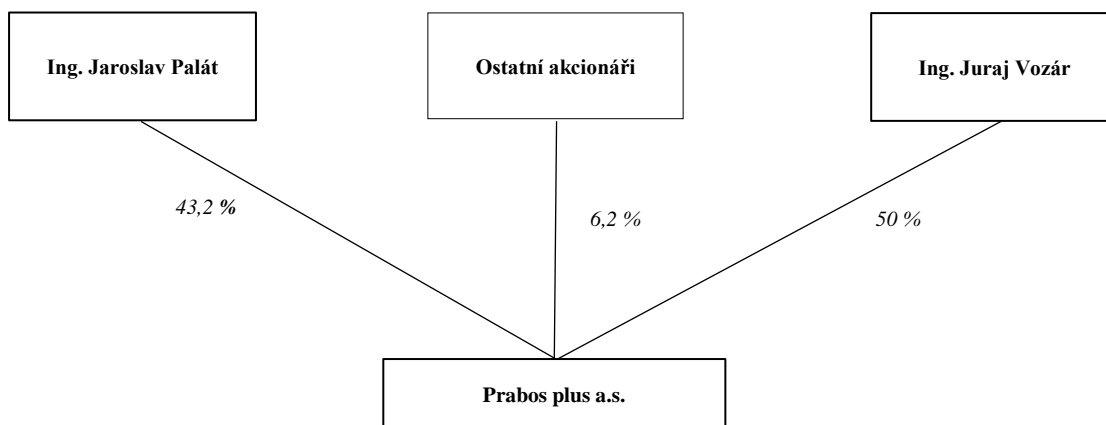 Ing. Jaroslav Palát
Ostatní akcionáři
Ing. Juraj Vozár
43,2 %
6,2 %
50 %
Prabos plus a.s.